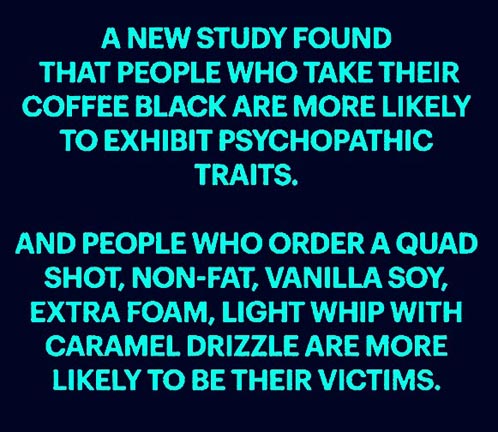 A NEW STUDY FOUND
THAT PEOPLE WHO TAKE THEIR
COFFEE BLACK ARE MORE LIKELY
TO EXHIBIT PSYCHOPATHIC
TRAITS.
AND PEOPLE WHO ORDER A QUAD
SHOT, NON-FAT, VANILLA SOY,
EXTRA FOAM, LIGHT WHIP WITH
CARAMEL DRIZZLE ARE MORE
LIKELY TO BE THEIR VICTIMS.